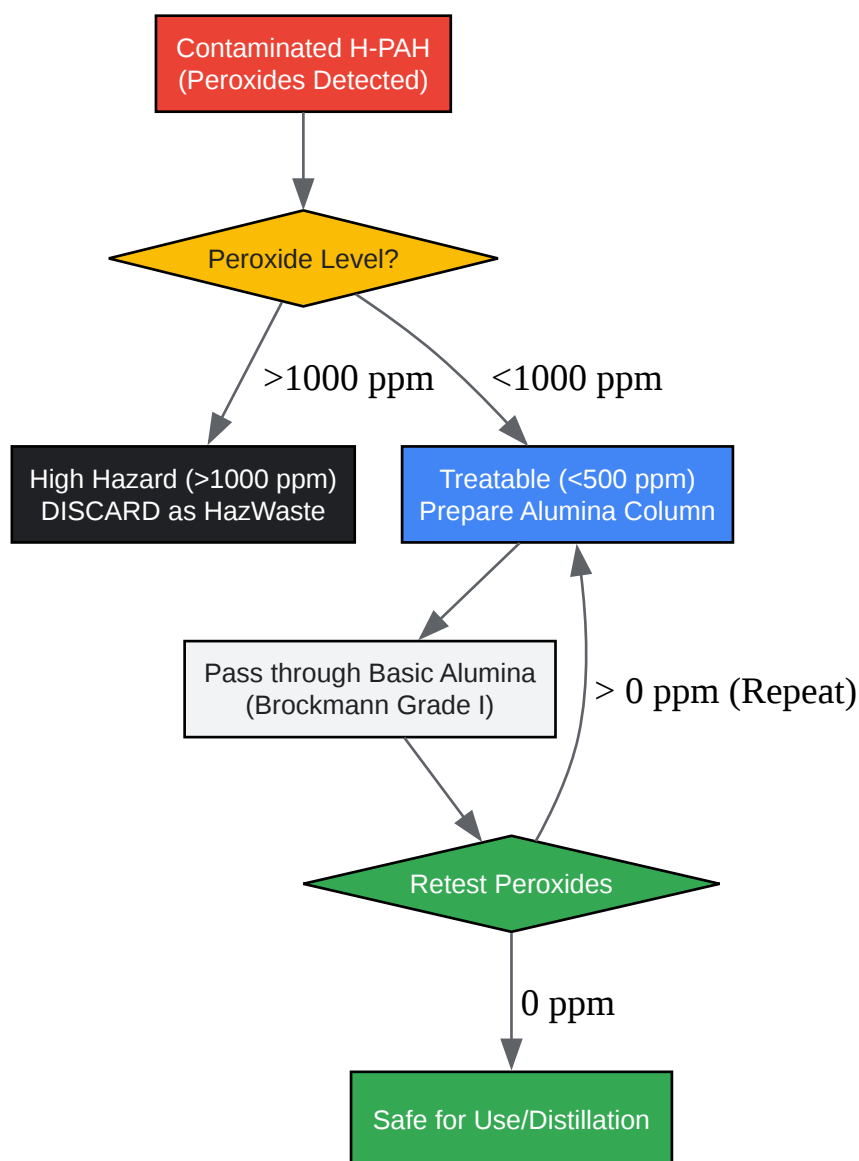 Contaminated H-PAH
(Peroxides Detected)
Peroxide Level?
>1000 ppm
<1000 ppm
High Hazard (>1000 ppm)
DISCARD as HazWaste
Treatable (<500 ppm)
Prepare Alumina Column
Pass through Basic Alumina
(Brockmann Grade I)
> 0 ppm (Repeat)
Retest Peroxides
0 ppm
Safe for Use/Distillation